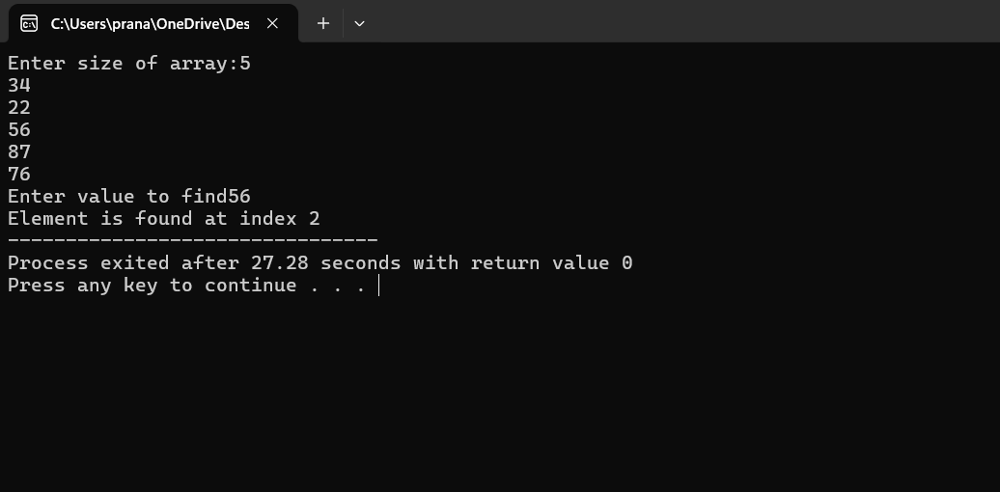 C:\Users\prana\OneDrive\Des
Enter size of array:5
34
22
56
87
76
Enter value to find56
Element is found at index 2
--------------------------------
Process exited after 27.28 seconds with return value 0
Press any key to continue . . .